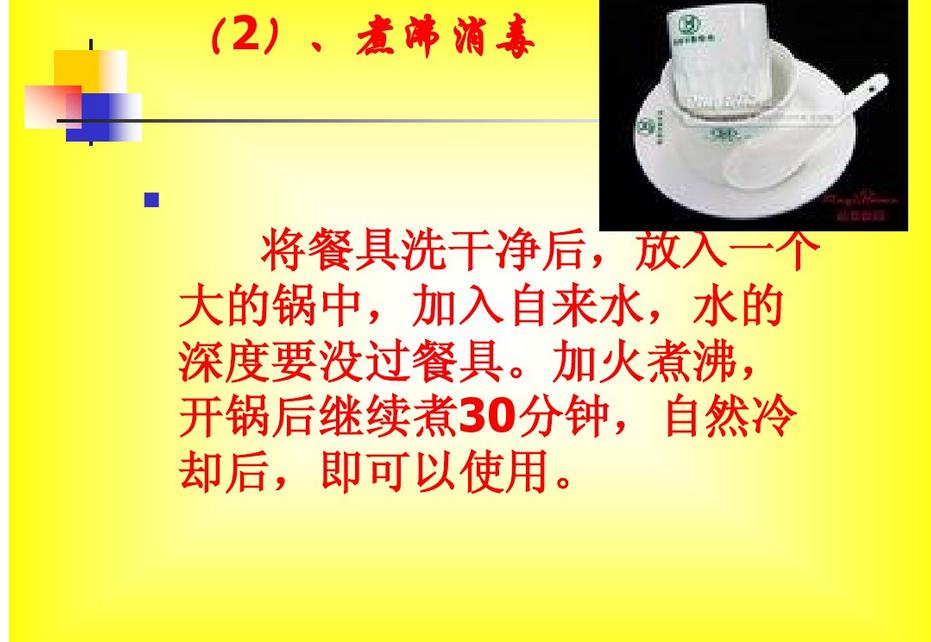 （2）、煮沸消毒
将餐具洗干净后，放入一个
大的锅中，加入自来水，水的
深度要没过餐具。加火煮沸，
开锅后继续煮30分钟，自然冷
却后，即可以使用。